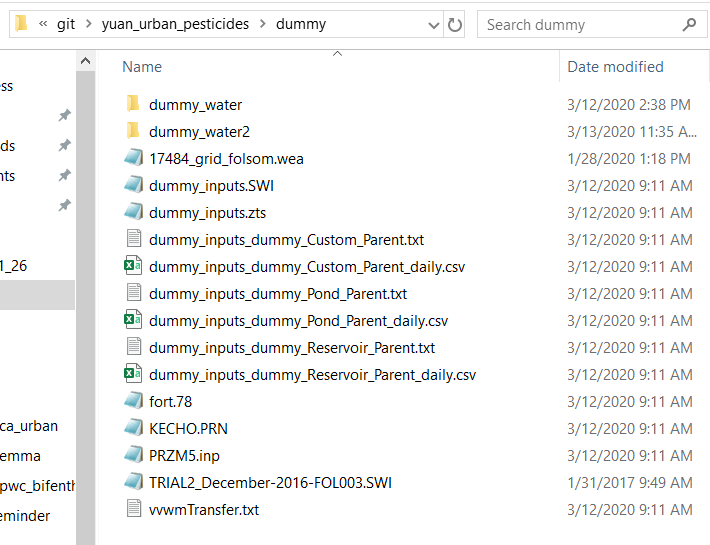 « git > yuan_urban_pesticides > dummy
Search dummy
Name Date modified
ess
dummy_water 3/12/2020 2:38 PM
dummy_water2 3/13/2020 11:35 A...
ds
17484_grid_folsom.wea 1/28/2020 1:18 PM
nts
dummy_inputs.SWI 3/12/2020 9:11 AM
dummy_inputs.zts 3/12/2020 9:11 AM
dummy_inputs_dummy_Custom_Parent.txt 3/12/2020 9:11 AM
1_26
dummy_inputs_dummy_Custom_Parent_daily.csv 3/12/2020 9:11 AM
dummy_inputs_dummy_Pond_Parent.txt 3/12/2020 9:11 AM
dummy_inputs_dummy_Pond_Parent_daily.csv 3/12/2020 9:11 AM
dummy_inputs_dummy_Reservoir_Parent.txt 3/12/2020 9:11 AM
dummy_inputs_dummy_Reservoir_Parent_daily.csv 3/12/2020 9:11 AM
fort.78 3/12/2020 9:11 AM
ca_urban
KECHO.PRN 3/12/2020 9:11 AM
emma
PRZM5.inp 3/12/2020 9:11 AM
pwc_bifenth
TRIAL2_December-2016-FOL003.SWI 1/31/2017 9:49 AM
eminder
vvwmTransfer.txt 3/12/2020 9:11 AM